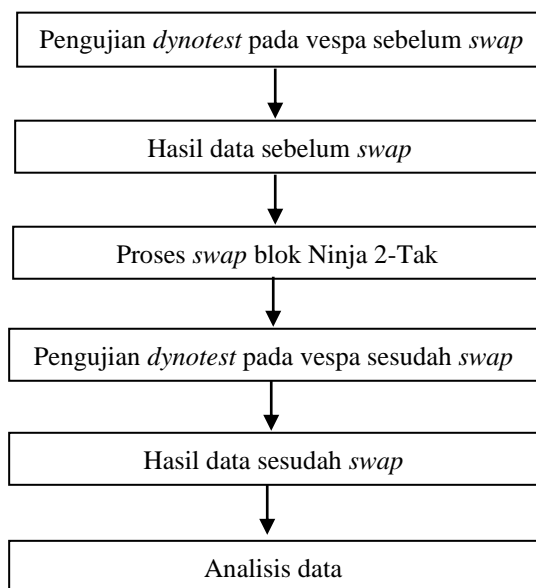 Pengujian dynotest pada vespa sebelum swap
Hasil data sebelum swap
Proses swap blok Ninja 2-Tak
Pengujian dynotest pada vespa sesudah swap
Hasil data sesudah swap
Analisis data